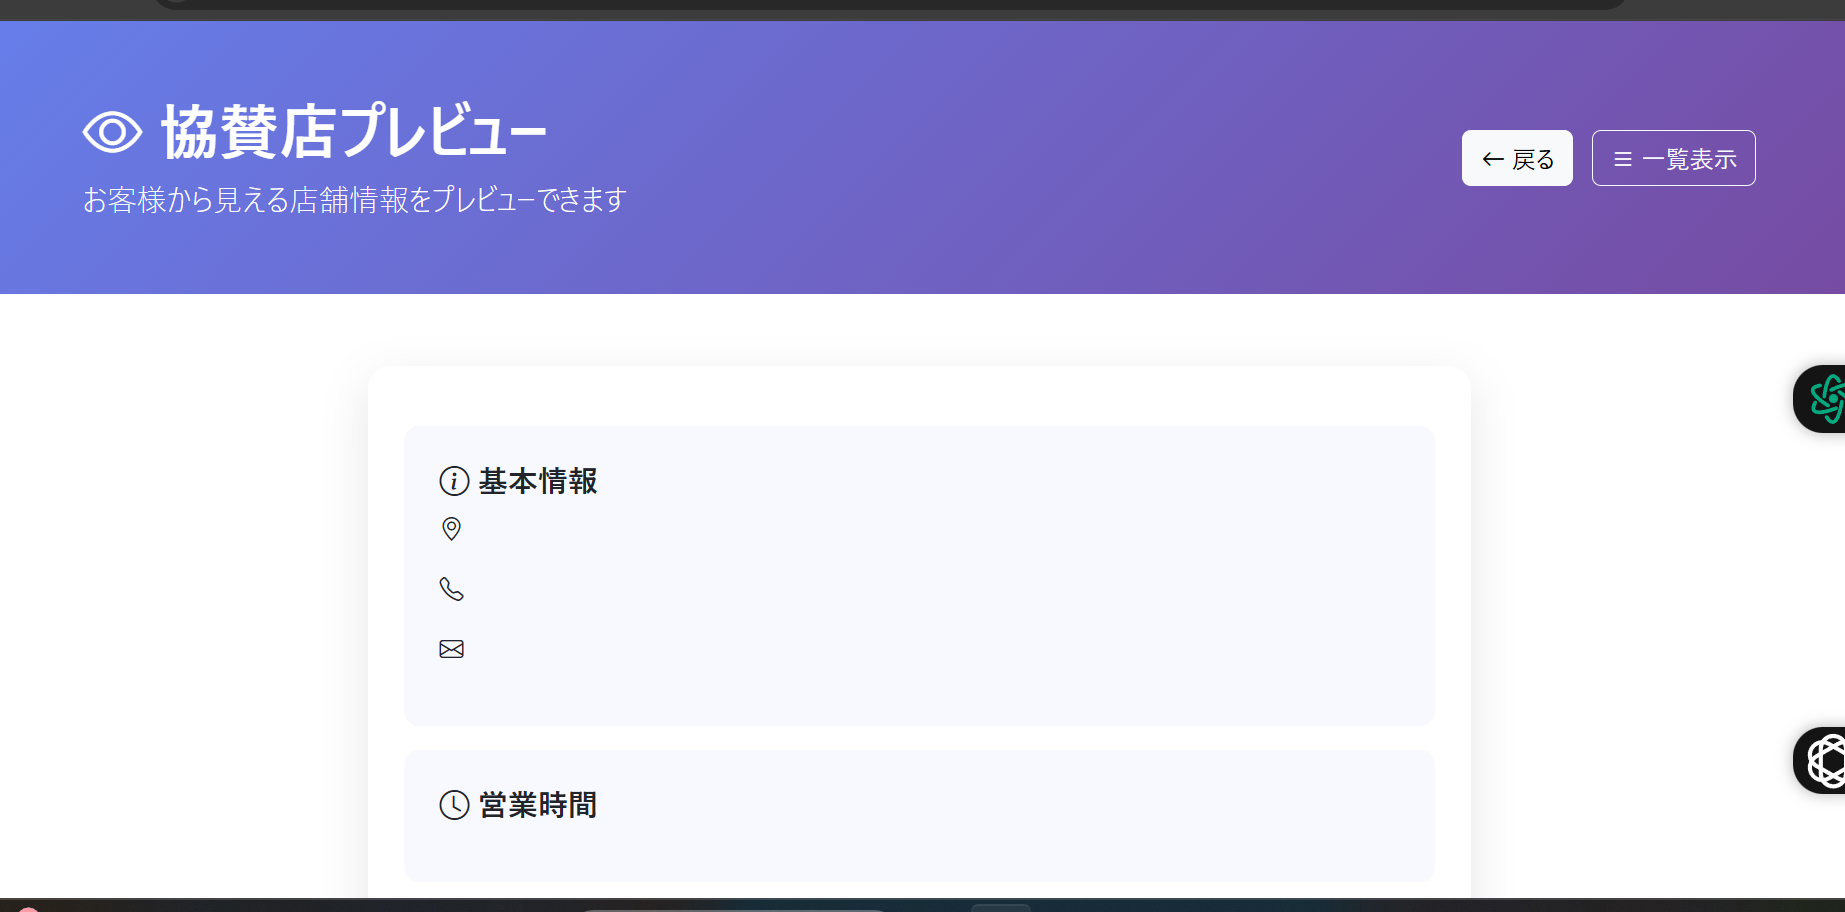 協賛店プレビュー
お客様から見える店舗情報をプレビューできます
戻る
一覧表示
基本情報
営業時間